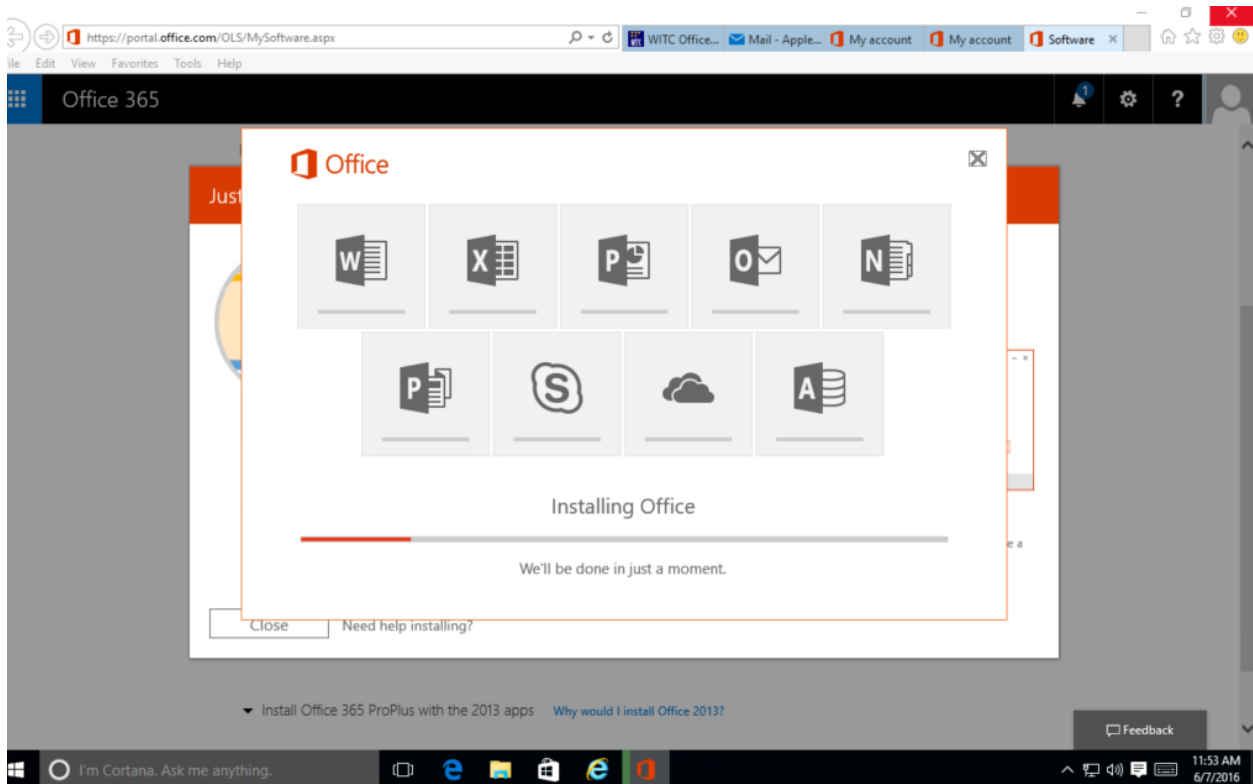 https://portal.office.com/OLS/MySoftware.aspx
WITC Office...
Mail - Apple...
My account
My account
Software
Edit View Favorites Tools Help
Office 365
1
?
Office
Just
W
X
P
O
N
P
S
A
Installing Office
We'll be done in just a moment.
e a
Close
Need help installing?
Install Office 365 ProPlus with the 2013 apps Why would I install Office 2013?
Feedback
I'm Cortana. Ask me anything.
11:53 AM
6/7/2016